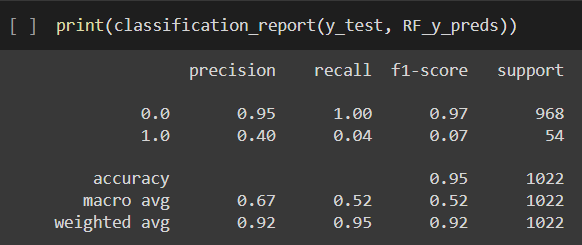 [ ] print(classification_report(y_test, RF_y_preds))
precision recall f1-score support
0.0 0.95 1.00 0.97 968
1.0 0.40 0.04 0.07 54
accuracy 0.95 1022
macro avg 0.67 0.52 0.52 1022
weighted avg 0.92 0.95 0.92 1022